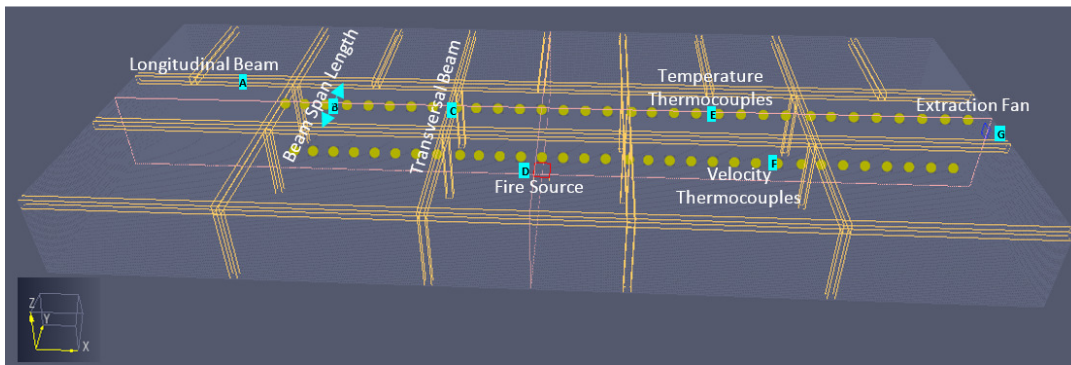 Longitudinal Beam
A
Beam Span Length
B
Transversal Beam
C
Temperature
Thermocouples
E
Extraction Fan
G
D
Fire Source
F
Velocity
Thermocouples
Z
Y
X